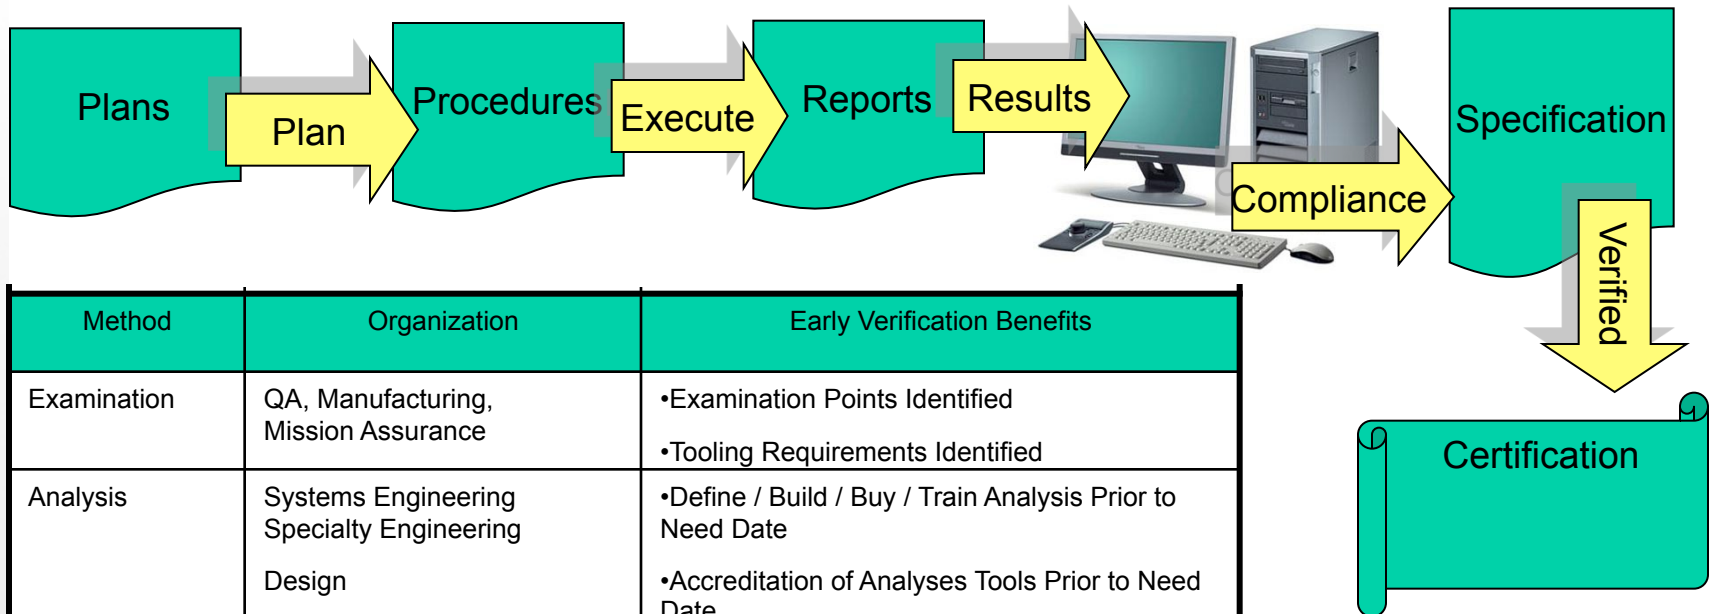 Plans
Plan
Procedures
Execute
Reports
Results
Compliance
Specification
Verified
Certification
Method
Organization
Early Verification Benefits
Examination
QA, Manufacturing,
Mission Assurance
•Examination Points Identified
•Tooling Requirements Identified
Analysis
Systems Engineering
Specialty Engineering
Design
•Define / Build / Buy / Train Analysis Prior to
Need Date
•Accreditation of Analyses Tools Prior to Need
Date